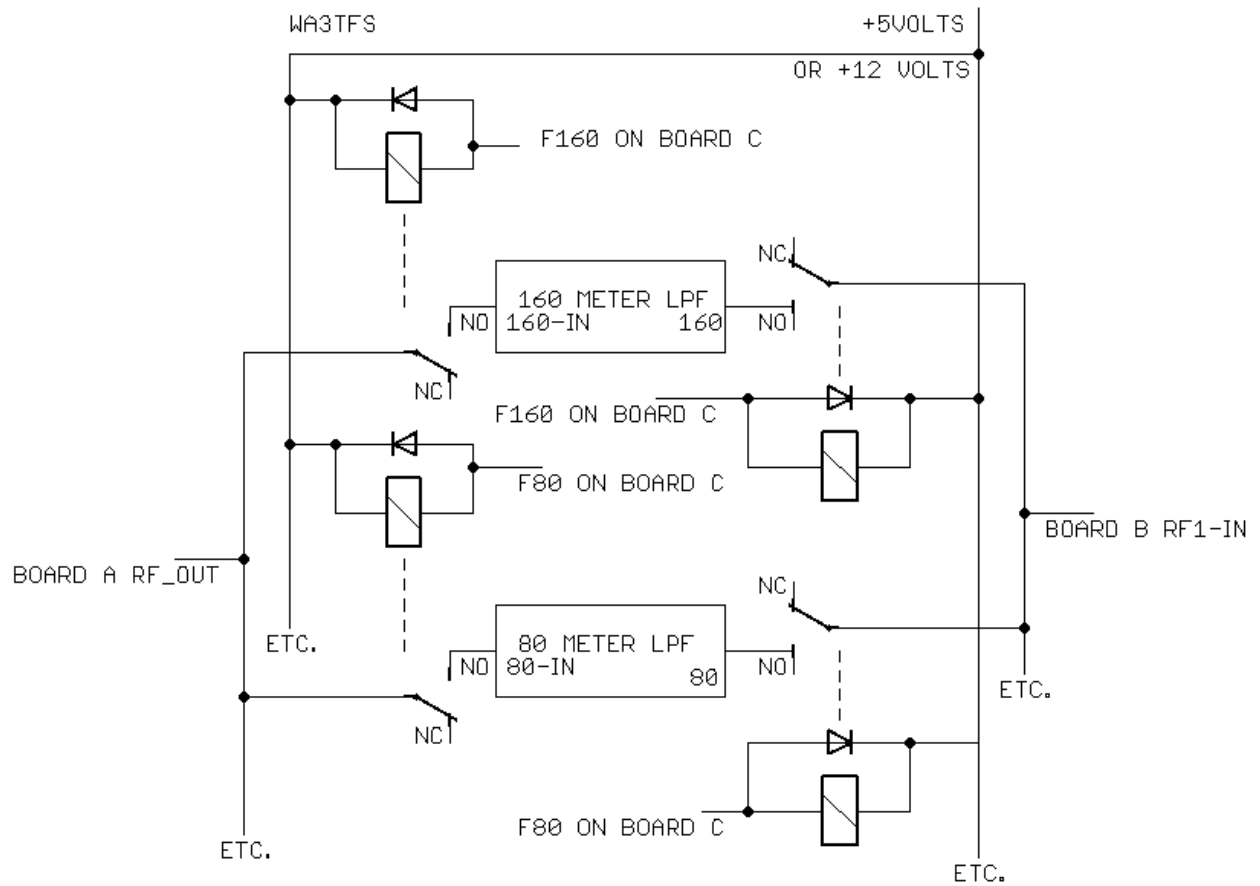 WA3TFS
+5VOLTS
OR +12 VOLTS
F160 ON BOARD C
NC
160 METER LPF
NO
160-IN
160
NO
NC
F160 ON BOARD C
F80 ON BOARD C
BOARD B RF1-IN
BOARD A RF_OUT
NC
ETC.
80 METER LPF
NO
80-IN
80
NO
ETC.
NC
F80 ON BOARD C
ETC.
ETC.